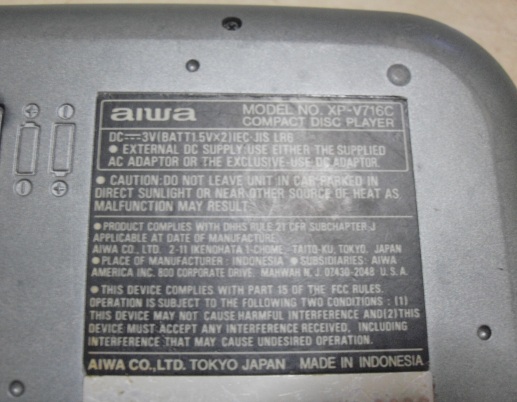 aiwa
MODEL NO. XP-V716C
COMPACT DISC PLAYER
DC⎓3V(BATT1.5V×2)IEC·JIS LR6
● EXTERNAL DC SUPPLY:USE EITHER THE SUPPLIED
AC ADAPTOR OR THE EXCLUSIVE-USE DC ADAPTOR.
● CAUTION:DO NOT LEAVE UNIT IN CAR PARKED IN
DIRECT SUNLIGHT OR NEAR OTHER SOURCE OF HEAT AS
MALFUNCTION MAY RESULT.
● PRODUCT COMPLIES WITH DHHS RULE 21 CFR SUBCHAPTER J
APPLICABLE AT DATE OF MANUFACTURE.
AIWA CO., LTD. 2-11 IKENOHATA 1-CHOME, TAITO-KU, TOKYO, JAPAN
● PLACE OF MANUFACTURE: INDONESIA ● SUBSIDIARIES: AIWA
AMERICA INC. 800 CORPORATE DRIVE. MAHWAH N.J. 07430-2048 U.S.A.
● THIS DEVICE COMPLIES WITH PART 15 OF THE FCC RULES.
OPERATION IS SUBJECT TO THE FOLLOWING TWO CONDITIONS : (1)
THIS DEVICE MAY NOT CAUSE HARMFUL INTERFERENCE AND(2)THIS
DEVICE MUST ACCEPT ANY INTERFERENCE RECEIVED, INCLUDING
INTERFERENCE THAT MAY CAUSE UNDESIRED OPERATION.
AIWA CO.,LTD. TOKYO JAPAN MADE IN INDONESIA